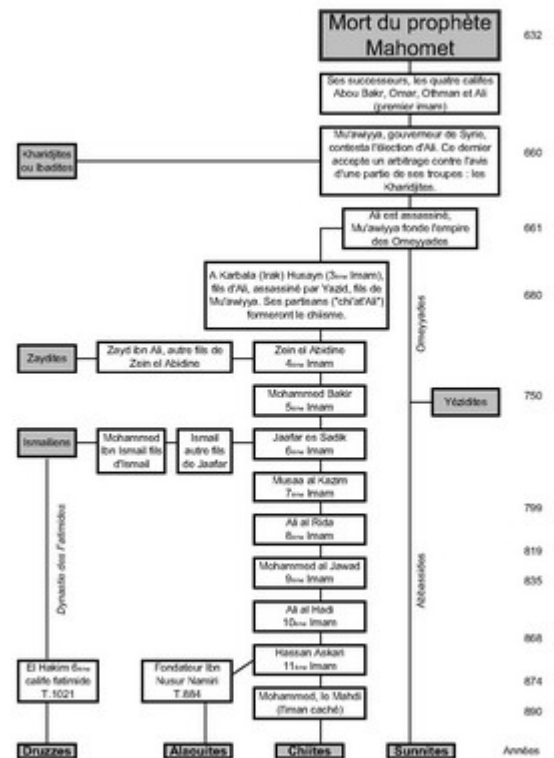 Mort du prophète
Mahomet
632
Ses successeurs, les quatre califes
Abou Bakr, Omar, Othman et Ali
(premier imam)
Kharidjites
ou Ibadites
Mu'awiyya, gouverneur de Syrie,
contesta l'élection d'Ali. Ce dernier
accepte un arbitrage contre l'avis
d'une partie de ses troupes : les
Kharidjites.
660
Ali est assassiné,
Mu'awiyya fonde l'empire
des Omeyyades
661
A Karbala (Irak) Husayn (3ème Imam),
fils d'Ali, assassiné par Yazid, fils de
Mu'awiyya. Ses partisans ("chi'at'Ali")
formeront le chiisme.
680
Omeyyades
Zaydites
Zayd ibn Ali, autre fils de
Zein el Abidine
Zein el Abidine
4ème Imam
Mohammed Bakir
5ème Imam
Yézidites
750
Ismaïliens
Mohammed
Ibn Ismail fils
d'Ismail
Ismail
autre fils
de Jaafar
Jaafar es Sadik
6ème Imam
Musaa al Kazim
7ème Imam
799
Ali al Rida
8ème Imam
819
Mohammed al Jawad
9ème Imam
835
Dynastie des Fatimides
Abbassides
Ali al Hadi
10ème Imam
868
El Hakim 6ème
calife fatimide
T.1021
Fondateur Ibn
Nusur Namiri
T.884
Hassan Askari
11ème Imam
874
Mohammed, le Mahdi
(l'iman caché)
890
Druzzes
Alaouites
Chiites
Sunnites
Années